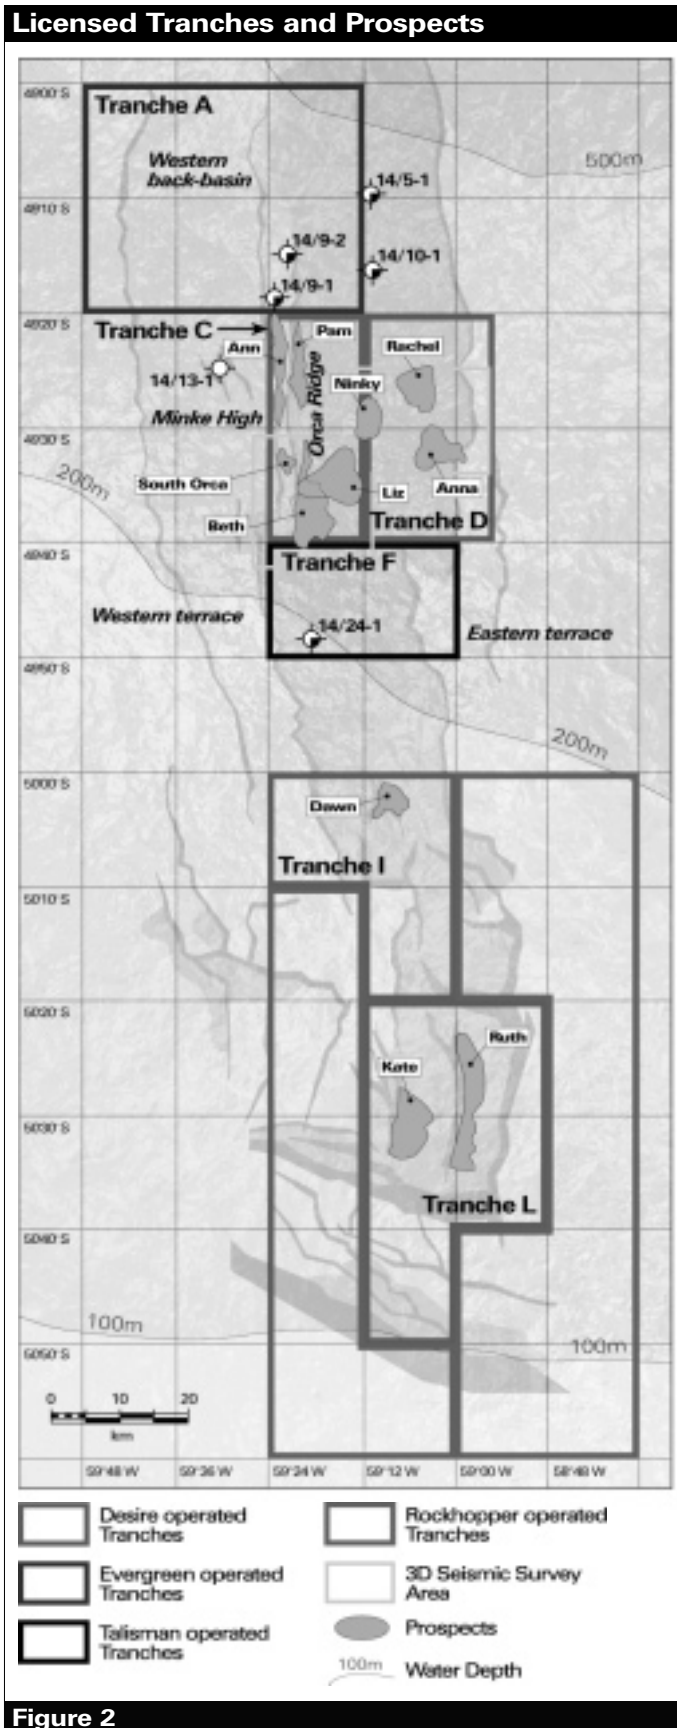 Licensed Tranches and Prospects
4900'S
Tranche A
Western
back-basin
500m
14/5-1
4910'S
14/9-2
14/10-1
14/9-1
4920'S
Tranche C
Pam
Ann
Rachel
14/13-1
Orca Ridge
Ninky
Minke High
4930'S
200m
South Orca
Liz
Anna
Beth
Tranche D
4940'S
Tranche F
Western terrace
14/24-1
Eastern terrace
4950'S
200m
5000'S
Dawn
Tranche I
5010'S
5020'S
Ruth
Kate
5030'S
Tranche L
5040'S
100m
100m
5050'S
0 10 20
km
59°48 W 59°36 W 59°24 W 59°12 W 59°00 W 58°48 W
Desire operated
Tranches
Rockhopper operated
Tranches
Evergreen operated
Tranches
3D Seismic Survey
Area
Talisman operated
Tranches
Prospects
100m
Water Depth
Figure 2